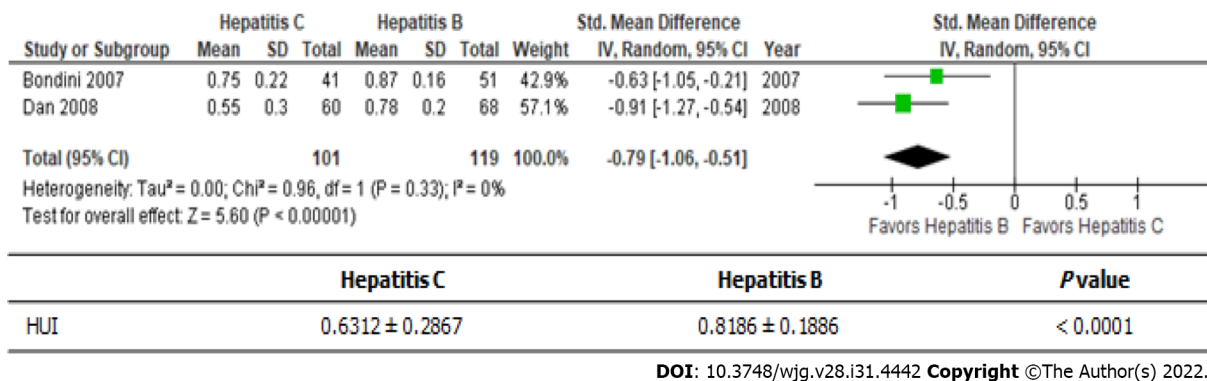 Hepatitis C Hepatitis B Std. Mean Difference Std. Mean Difference
Study or Subgroup Mean SD Total Mean SD Total Weight IV, Random, 95% CI Year IV, Random, 95% CI
Bondini 2007 0.75 0.22 41 0.87 0.16 51 42.9% -0.63 [-1.05, -0.21] 2007
Dan 2008 0.55 0.3 60 0.78 0.2 68 57.1% -0.91 [-1.27, -0.54] 2008
Total (95% CI) 101 119 100.0% -0.79 [-1.06, -0.51]
Heterogeneity: Tau² = 0.00; Chi² = 0.96, df = 1 (P = 0.33); I² = 0%
Test for overall effect: Z = 5.60 (P < 0.00001)
-1 -0.5 0 0.5 1
Favors Hepatitis B Favors Hepatitis C
Hepatitis C Hepatitis B P value
HUI 0.6312 ± 0.2867 0.8186 ± 0.1886 < 0.0001
DOI: 10.3748/wjg.v28.i31.4442 Copyright ©The Author(s) 2022.